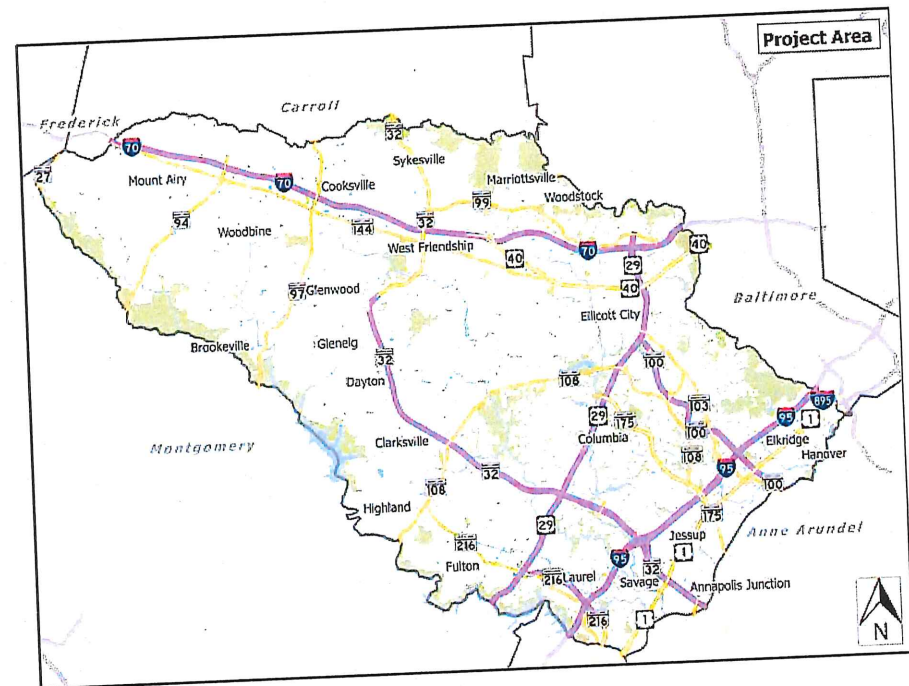 Project Area
Carroll
Frederick
32
70
Sykesville
27
Mount Airy
70
Cooksville
Marriottsville
Woodstock
99
94
144
32
Woodbine
West Friendship
40
70
29
40
97
Glenwood
40
Baltimore
Ellicott City
Brookeville
Glenelg
32
100
108
Dayton
103
895
29
175
95
1
Clarksville
Columbia
100
Elkridge
Montgomery
108
Hanover
32
95
108
100
Highland
175
29
Jessup
Anne Arundel
216
1
95
Fulton
32
216
Laurel
Savage
Annapolis Junction
216
1
N